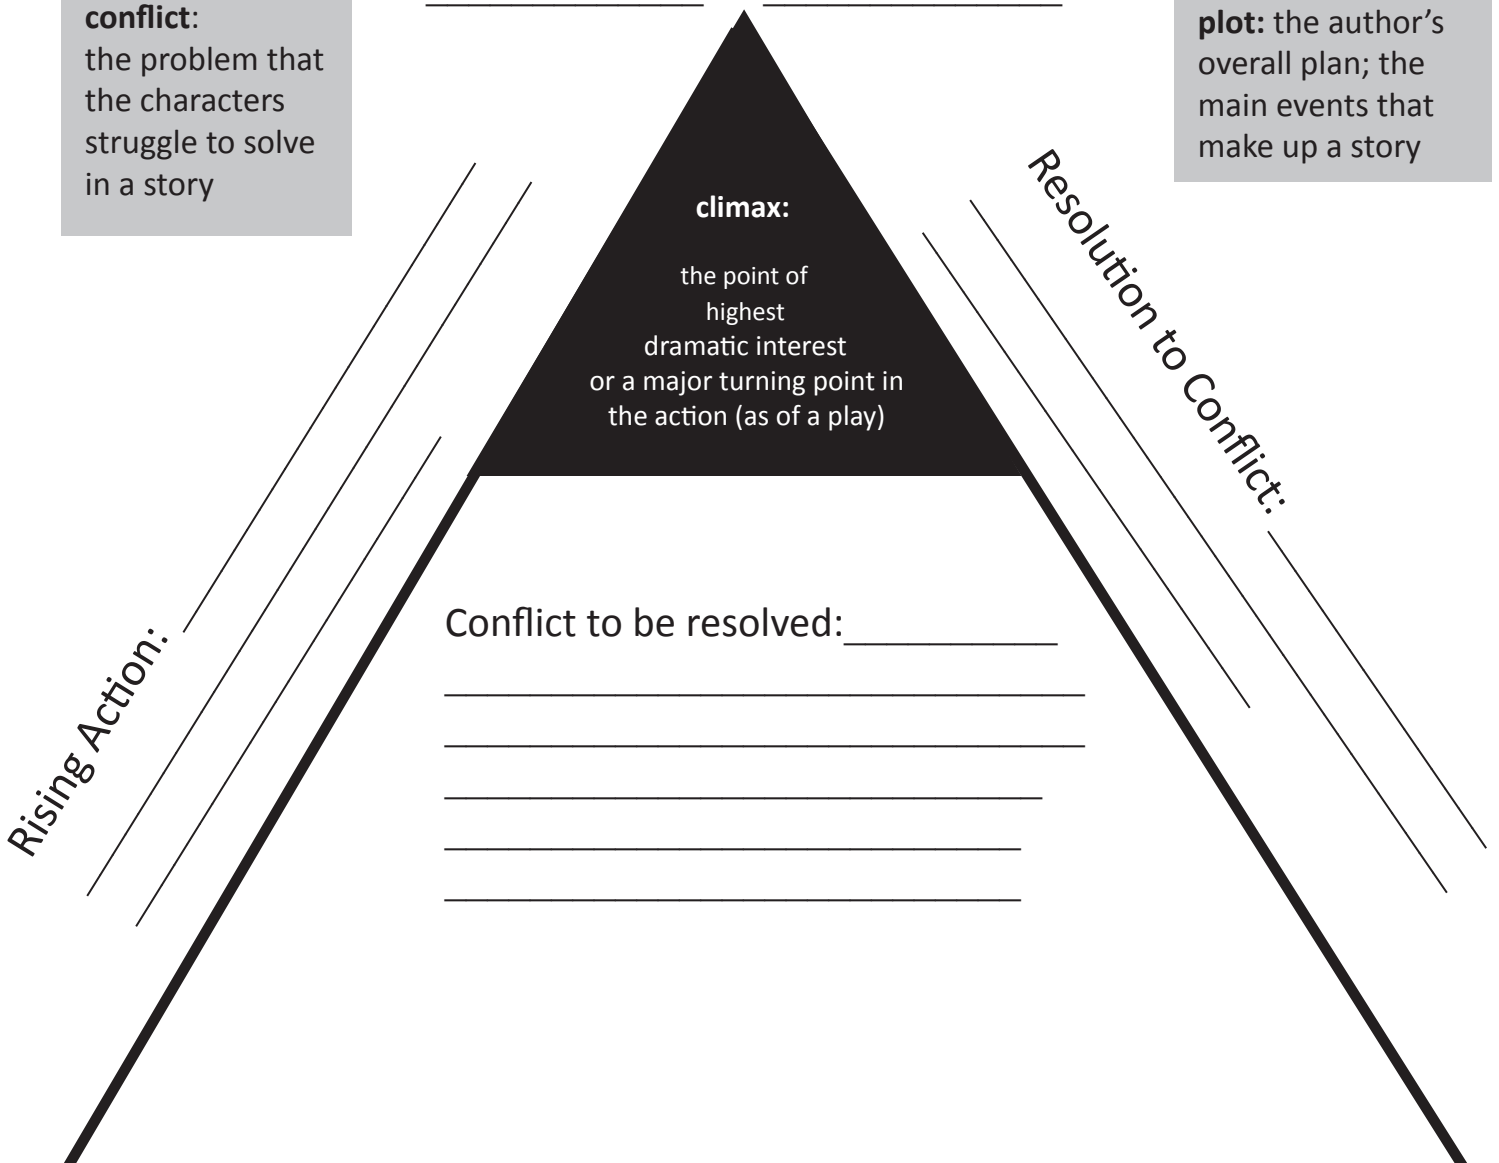 conflict:
the problem that
the characters
struggle to solve
in a story
plot: the author’s
overall plan; the
main events that
make up a story
climax:
the point of
highest
dramatic interest
or a major turning point in
the action (as of a play)
Rising Action:
Resolution to Conflict:
Conflict to be resolved: